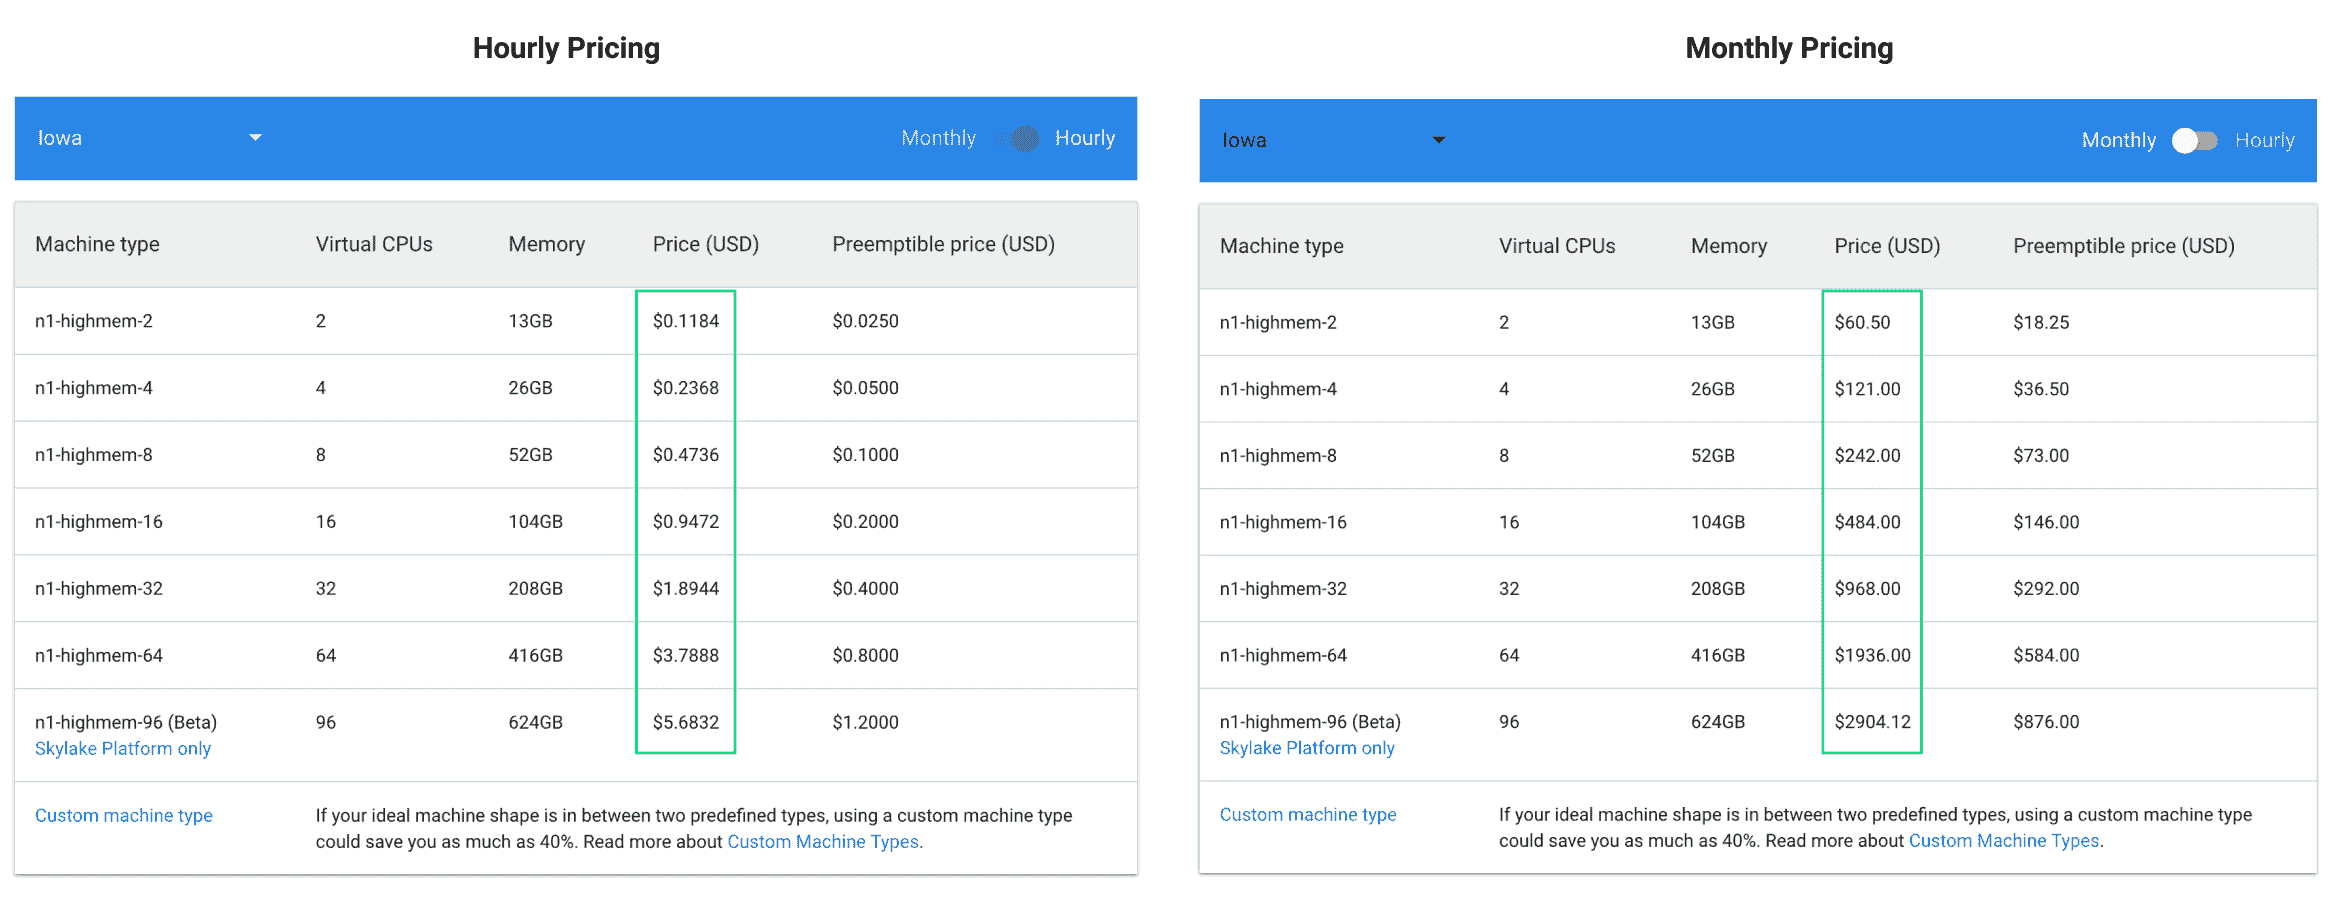 Hourly Pricing
Iowa Monthly Hourly
Machine type Virtual CPUs Memory Price (USD) Preemptible price (USD)
n1-highmem-2 2 13GB $0.1184 $0.0250
n1-highmem-4 4 26GB $0.2368 $0.0500
n1-highmem-8 8 52GB $0.4736 $0.1000
n1-highmem-16 16 104GB $0.9472 $0.2000
n1-highmem-32 32 208GB $1.8944 $0.4000
n1-highmem-64 64 416GB $3.7888 $0.8000
n1-highmem-96 (Beta) 96 624GB $5.6832 $1.2000
Skylake Platform only
Custom machine type If your ideal machine shape is in between two predefined types, using a custom machine type
could save you as much as 40%. Read more about Custom Machine Types.
Monthly Pricing
Iowa Monthly Hourly
Machine type Virtual CPUs Memory Price (USD) Preemptible price (USD)
n1-highmem-2 2 13GB $60.50 $18.25
n1-highmem-4 4 26GB $121.00 $36.50
n1-highmem-8 8 52GB $242.00 $73.00
n1-highmem-16 16 104GB $484.00 $146.00
n1-highmem-32 32 208GB $968.00 $292.00
n1-highmem-64 64 416GB $1936.00 $584.00
n1-highmem-96 (Beta) 96 624GB $2904.12 $876.00
Skylake Platform only
Custom machine type If your ideal machine shape is in between two predefined types, using a custom machine type
could save you as much as 40%. Read more about Custom Machine Types.